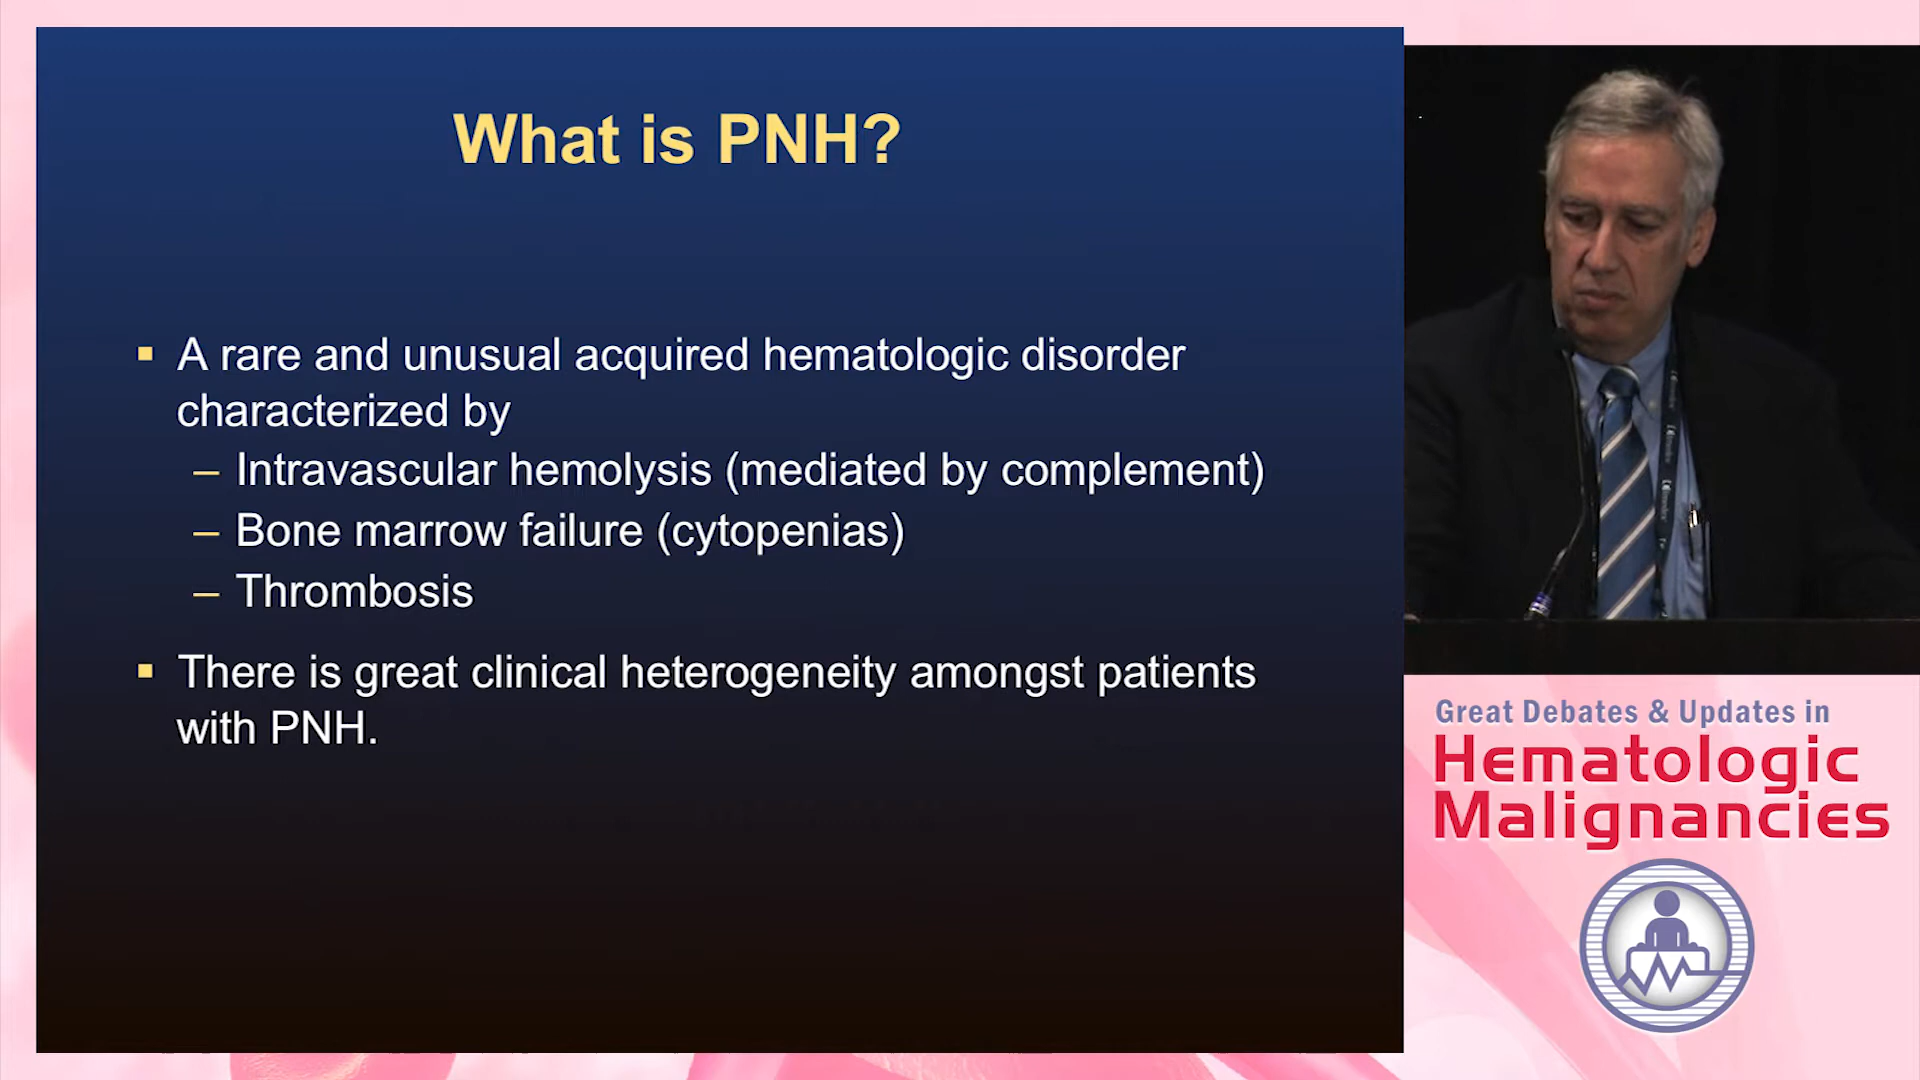 What is PNH?
A rare and unusual acquired hematologic disorder
characterized by
– Intravascular hemolysis (mediated by complement)
– Bone marrow failure (cytopenias)
– Thrombosis
There is great clinical heterogeneity amongst patients
with PNH.
Great Debates & Updates in
Hematologic
Malignancies